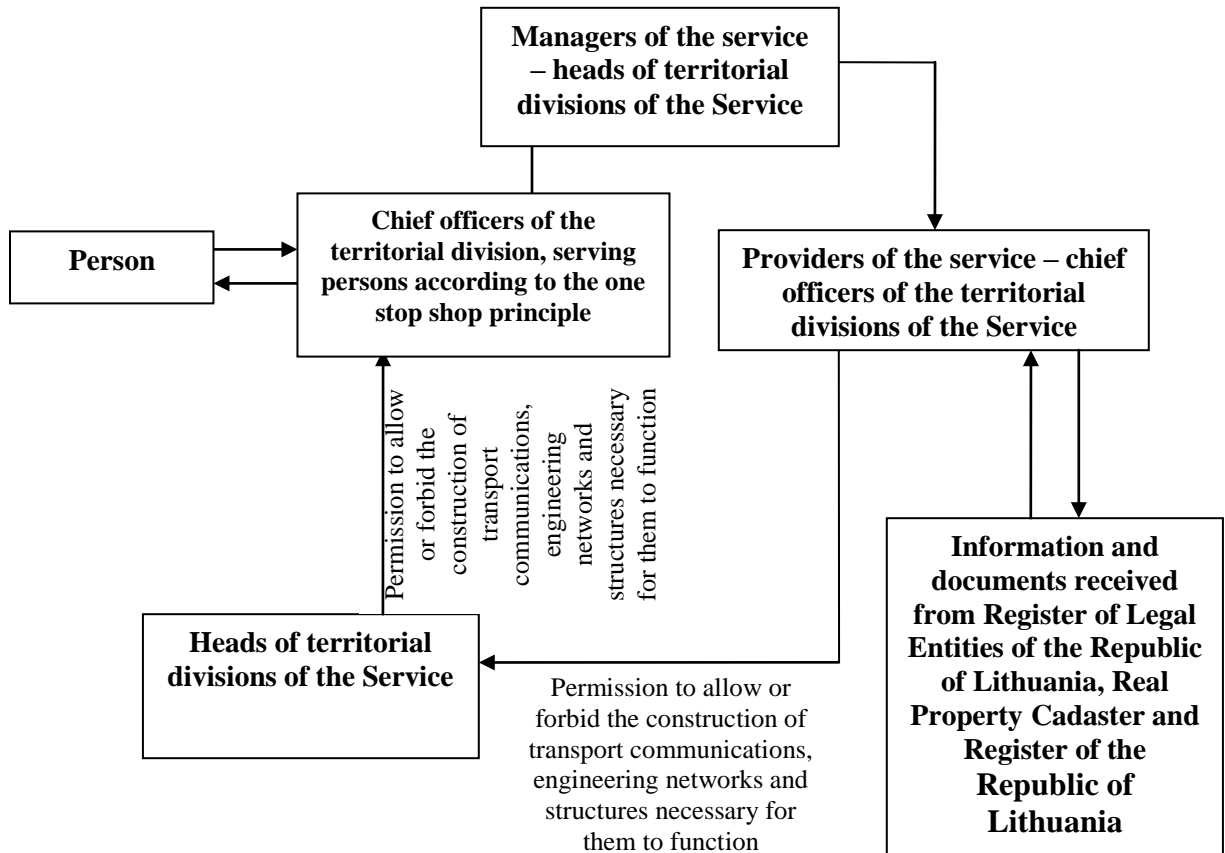 Managers of the service
– heads of territorial
divisions of the Service
Person
Chief officers of the
territorial division, serving
persons according to the one
stop shop principle
Providers of the service – chief
officers of the territorial
divisions of the Service
Permission to allow
or forbid the
construction of
transport
communications,
engineering
networks and
structures necessary
for them to function
Heads of territorial
divisions of the Service
Permission to allow or
forbid the construction of
transport communications,
engineering networks and
structures necessary for
them to function
Information and
documents received
from Register of Legal
Entities of the Republic
of Lithuania, Real
Property Cadaster and
Register of the
Republic of
Lithuania